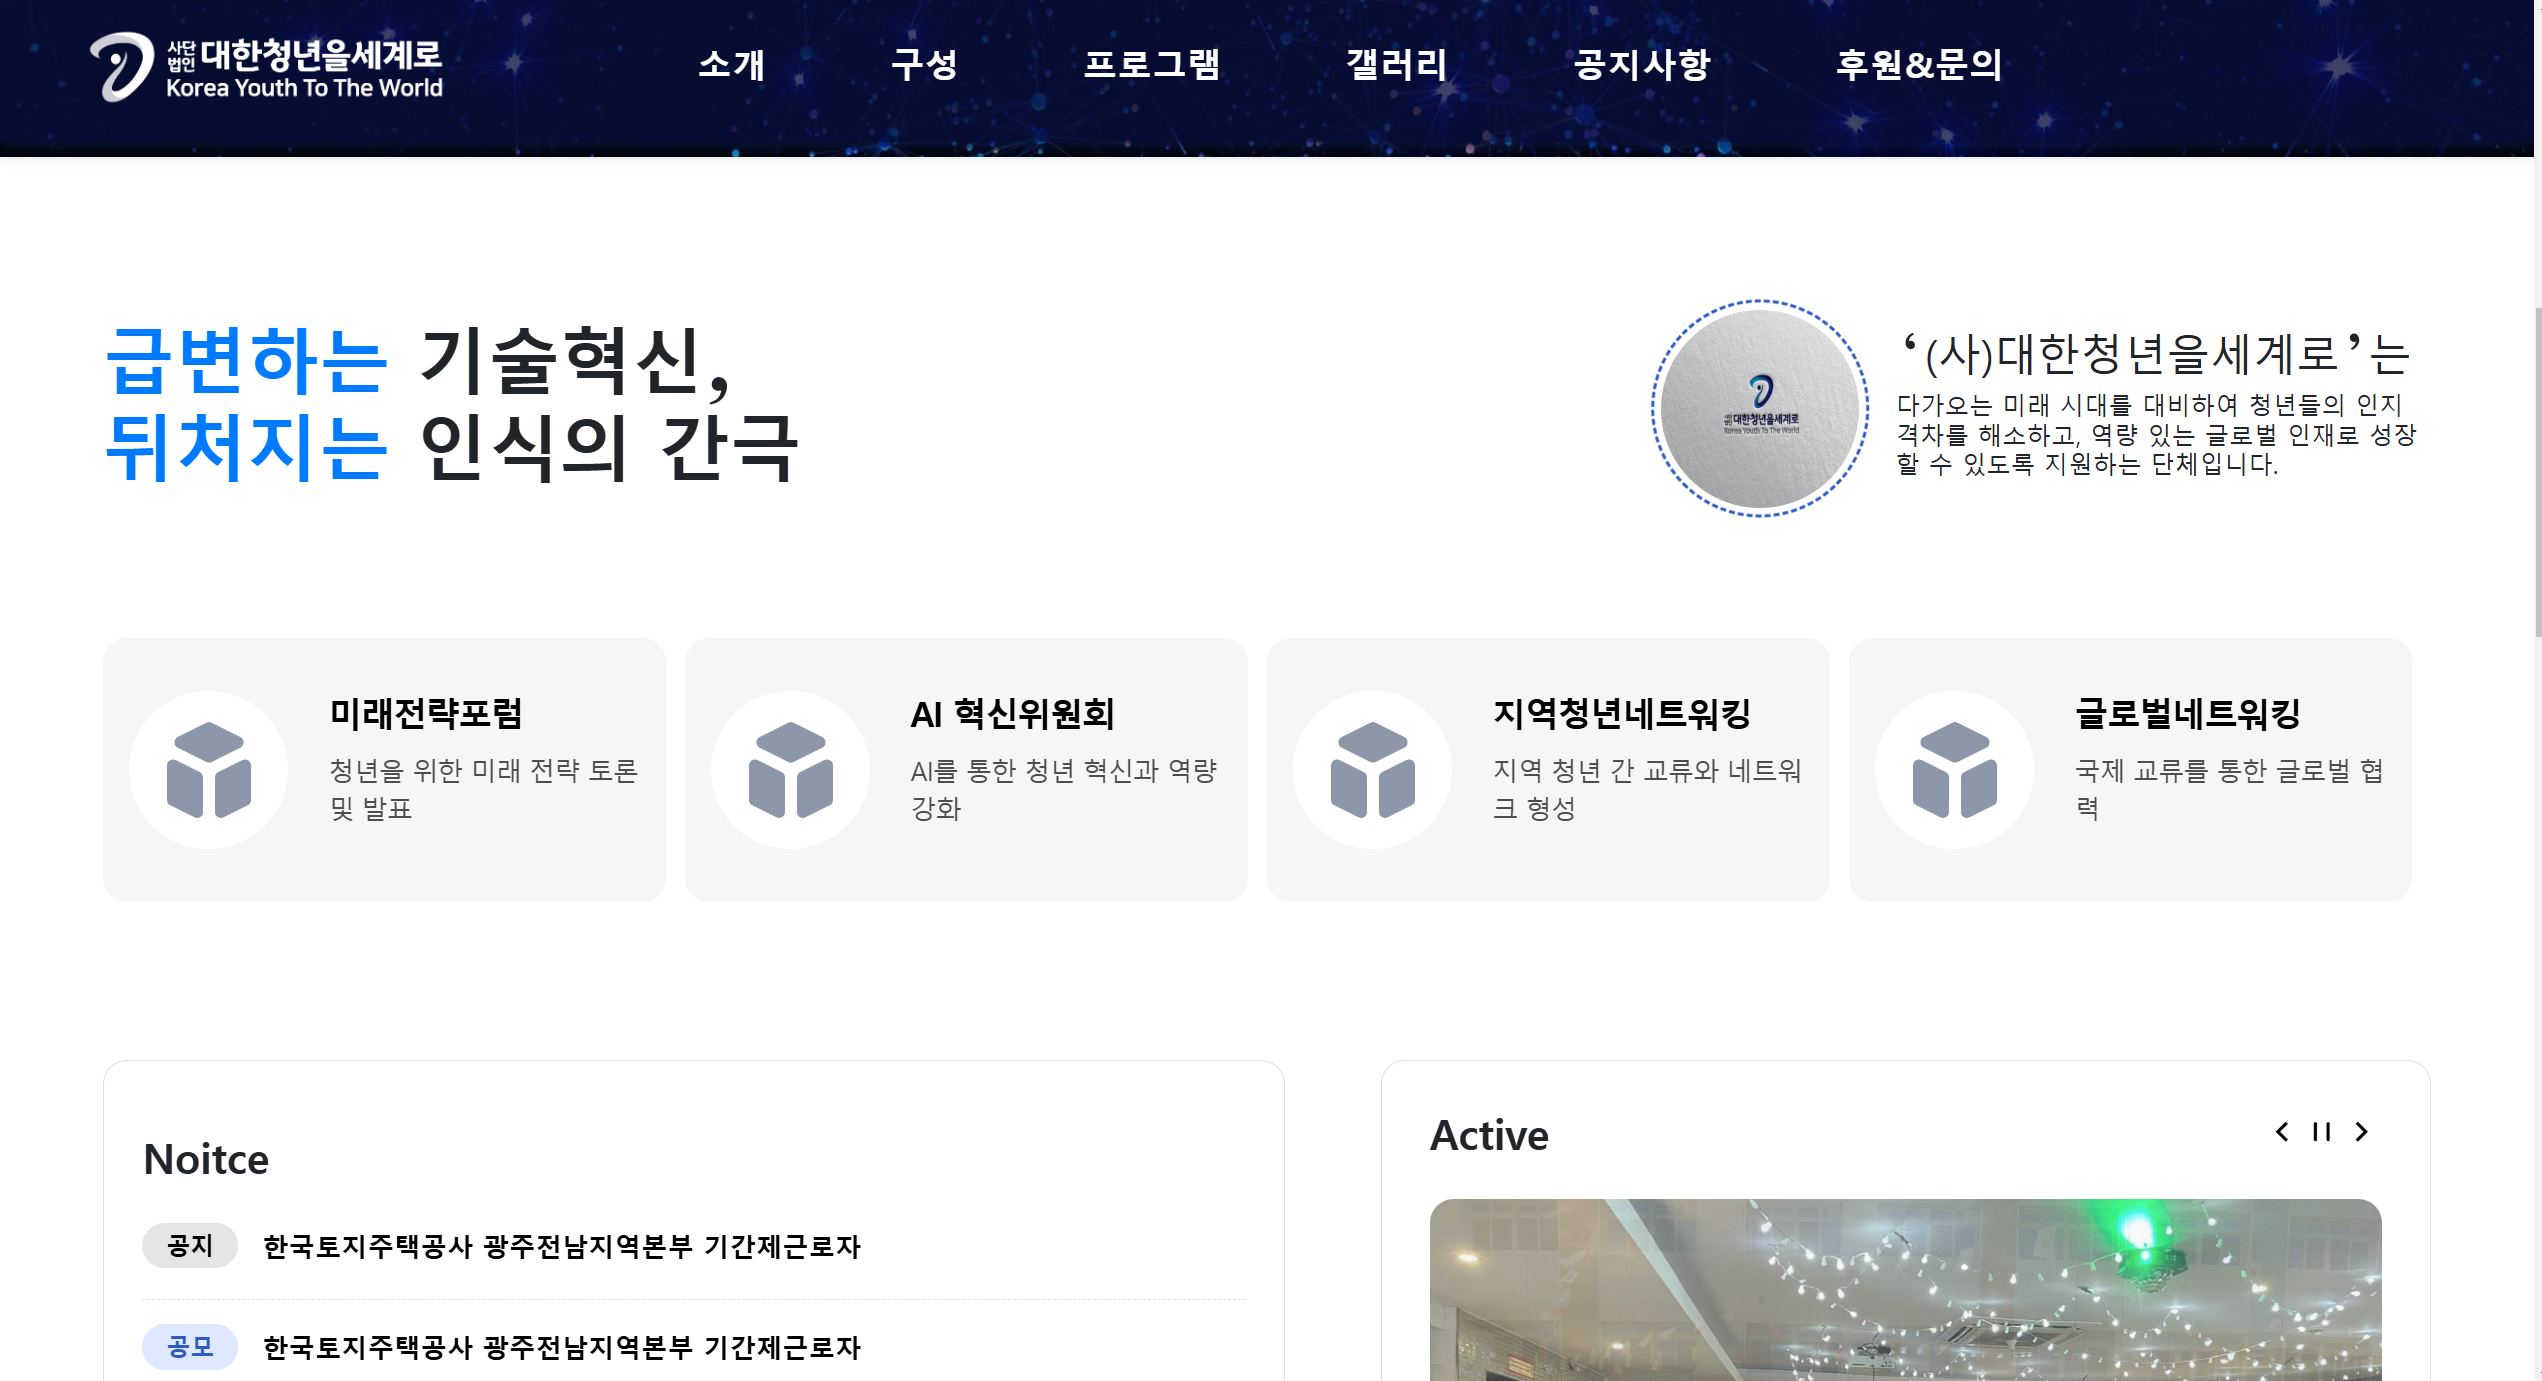 사단
법인 대한청년을세계로
Korea Youth To The World
소개 구성 프로그램 갤러리 공지사항 후원&문의
급변하는 기술혁신,
뒤처지는 인식의 간극
사단
법인 대한청년을세계로
Korea Youth To The World
‘(사)대한청년을세계로’는
다가오는 미래 시대를 대비하여 청년들의 인지
격차를 해소하고, 역량 있는 글로벌 인재로 성장
할 수 있도록 지원하는 단체입니다.
미래전략포럼
청년을 위한 미래 전략 토론
및 발표
AI 혁신위원회
AI를 통한 청년 혁신과 역량
강화
지역청년네트워킹
지역 청년 간 교류와 네트워
크 형성
글로벌네트워킹
국제 교류를 통한 글로벌 협
력
Noitce
공지 한국토지주택공사 광주전남지역본부 기간제근로자
공모 한국토지주택공사 광주전남지역본부 기간제근로자
Active